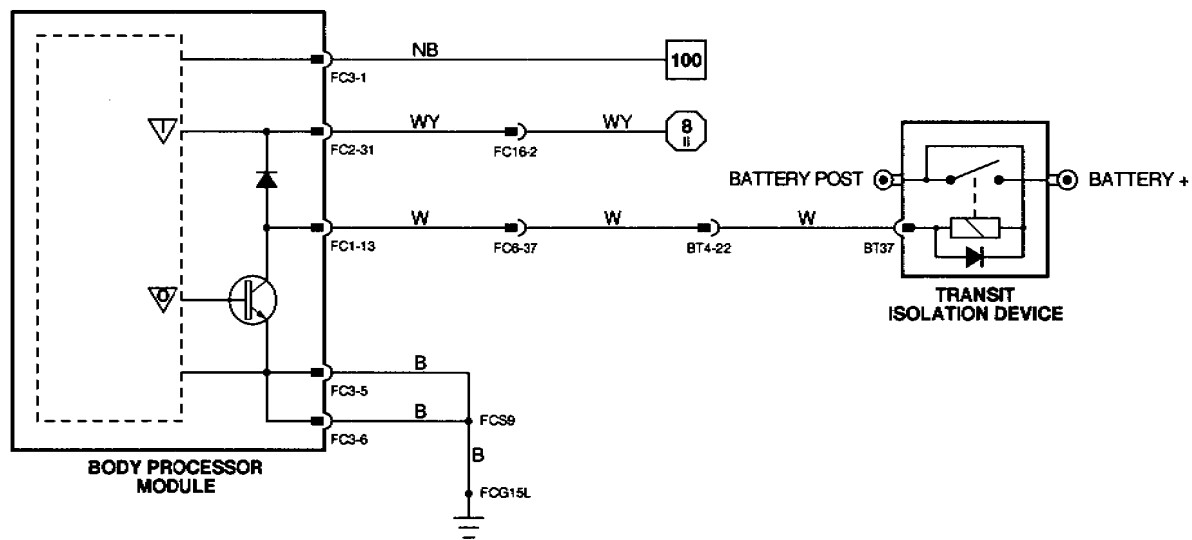 NB
100
FC3-1
I
WY
WY
8
II
FC2-31
FC16-2
BATTERY POST
BATTERY +
W
W
W
FC1-13
FC6-37
BT4-22
BT37
O
TRANSIT
ISOLATION DEVICE
B
FC3-5
B
FCS9
FC3-6
B
BODY PROCESSOR
MODULE
FCG15L